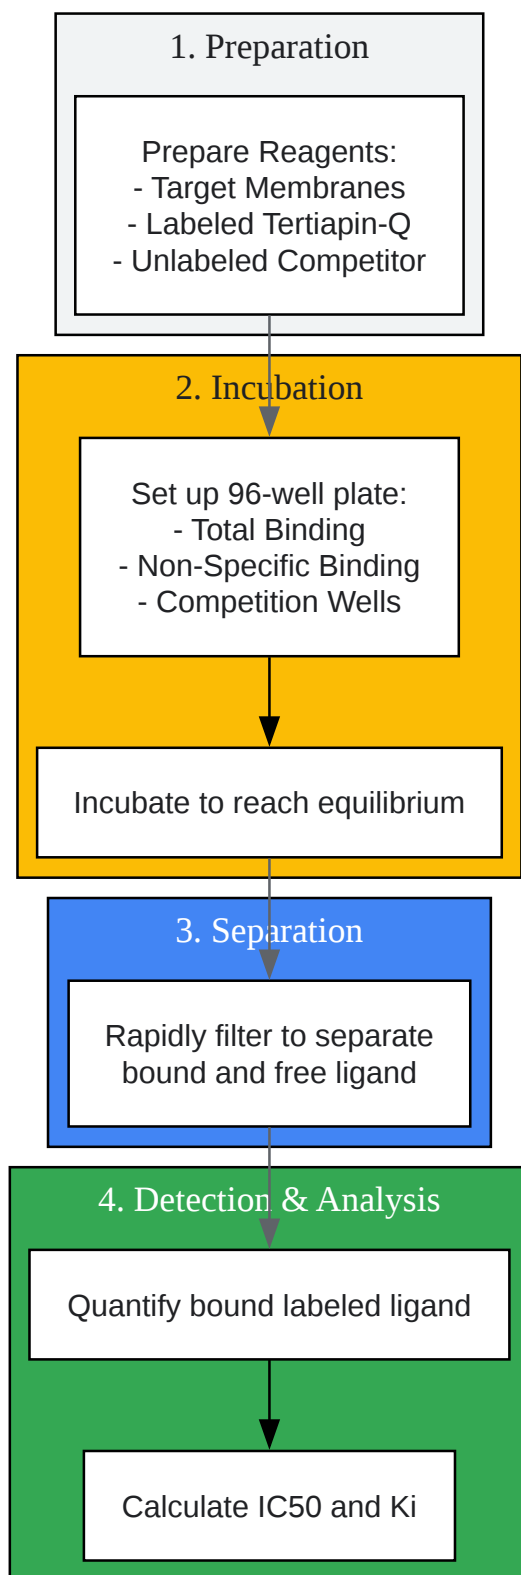 1. Preparation
Prepare Reagents:
- Target Membranes
- Labeled Tertiapin-Q
- Unlabeled Competitor
2. Incubation
Set up 96-well plate:
- Total Binding
- Non-Specific Binding
- Competition Wells
Incubate to reach equilibrium
3. Separation
Rapidly filter to separate
bound and free ligand
4. Detection & Analysis
Quantify bound labeled ligand
Calculate IC50 and Ki